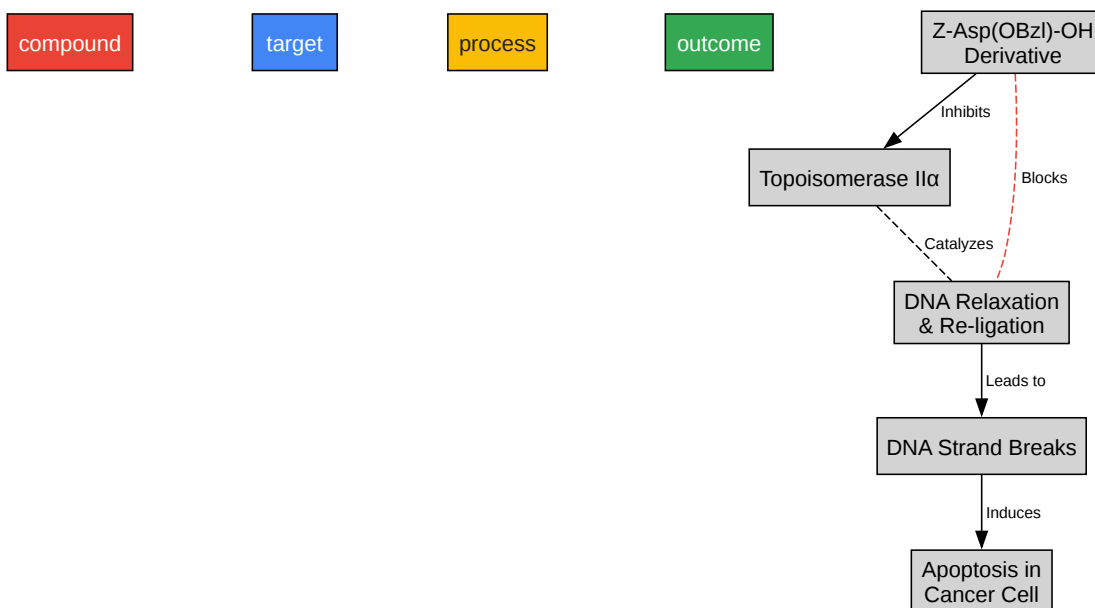 compound
target
process
outcome
Z-Asp(OBzl)-OH
Derivative
Inhibits
Topoisomerase IIα
Blocks
Catalyzes
DNA Relaxation
& Re-ligation
Leads to
DNA Strand Breaks
Induces
Apoptosis in
Cancer Cell